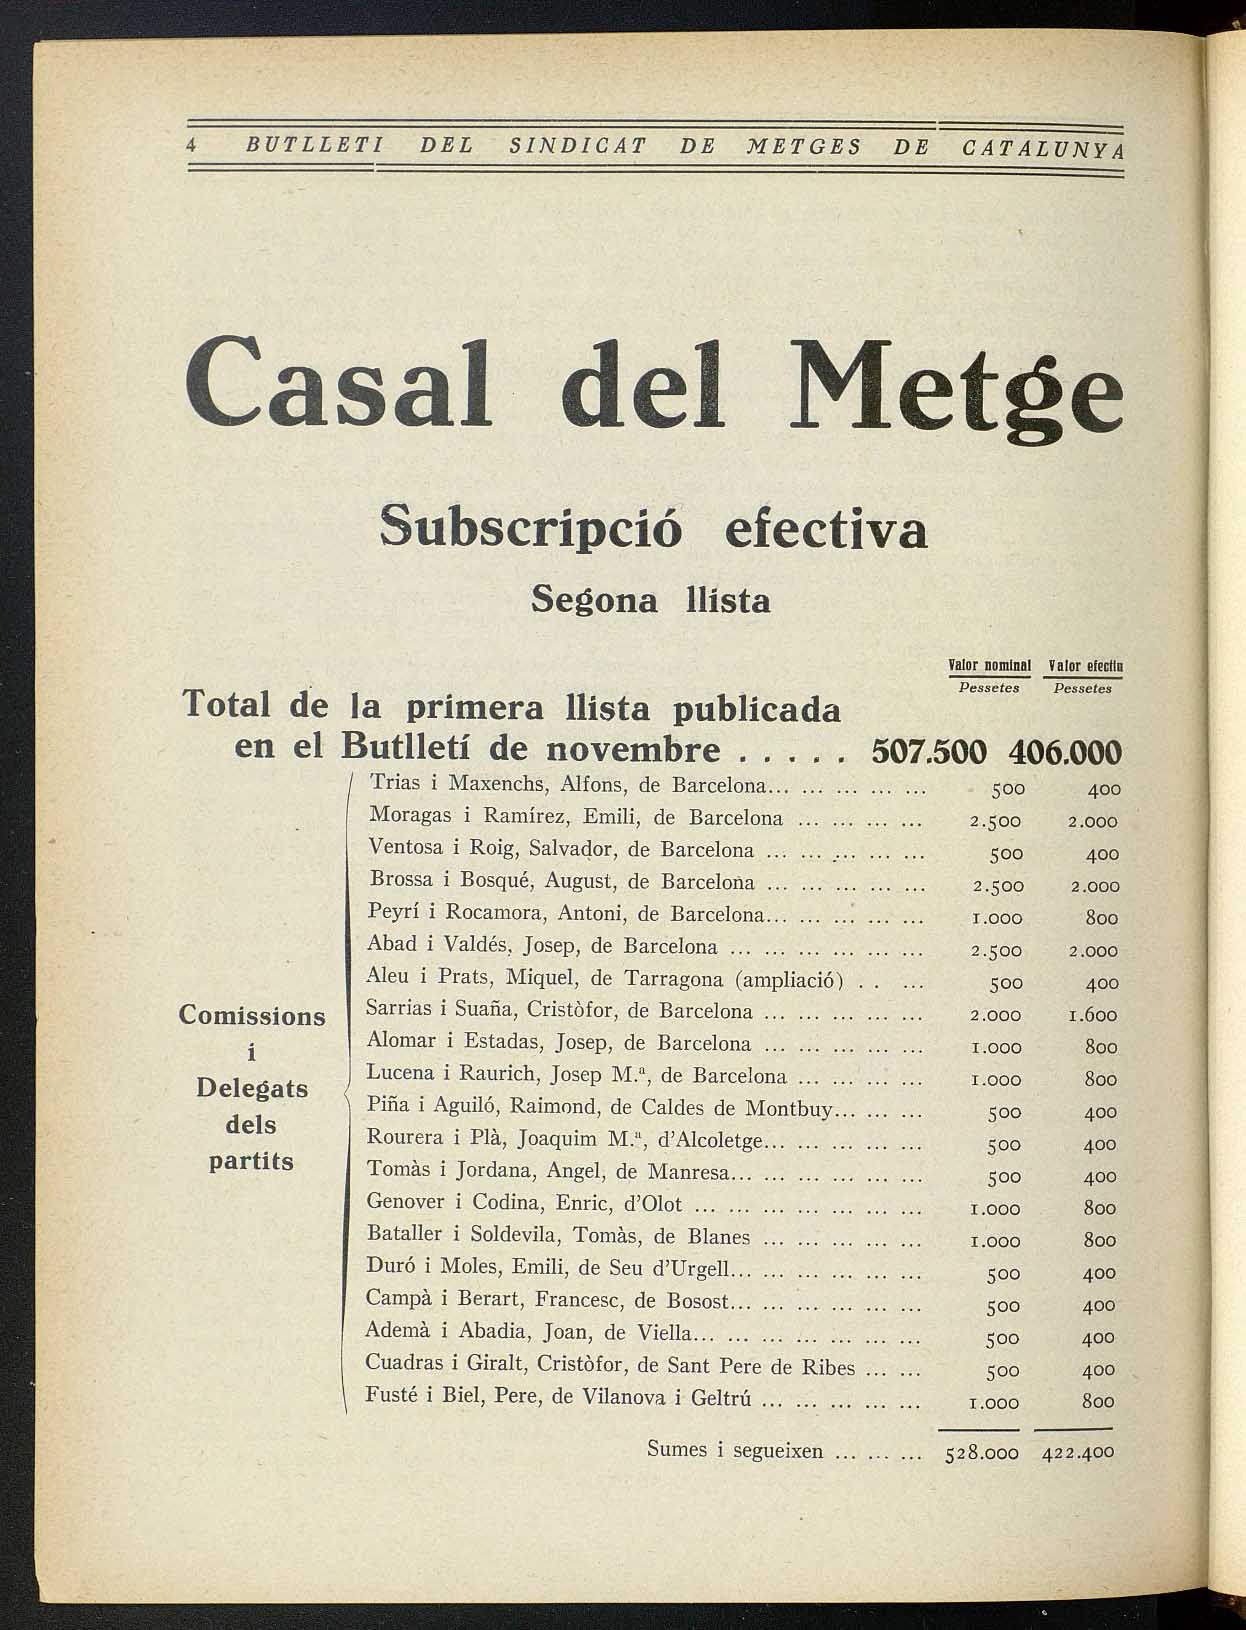 4 BUTLLETI DEL SINDICAT DE METGES DE CATALUNYA
Casal del Metge
Subscripció efectiva
Segona llista
Valor nominal Valor efectiu
Pessetes Pessetes
Total de la primera llista publicada
en el Butlletí de novembre . . . . . 507.500 406.000
Trias i Maxenchs, Alfons, de Barcelona... ... ... ... ... 500 400
Moragas i Ramírez, Emili, de Barcelona ... ... ... ... 2.500 2.000
Ventosa i Roig, Salvador, de Barcelona ... ... ... ... ... 500 400
Brossa i Bosqué, August, de Barcelona ... ... ... ... ... 2.500 2.000
Peyrí i Rocamora, Antoni, de Barcelona... ... ... ... ... 1.000 800
Abad i Valdés, Josep, de Barcelona ... ... ... ... ... ... 2.500 2.000
Aleu i Prats, Miquel, de Tarragona (ampliació) . . ... 500 400
Comissions
i
Delegats
dels
partits
Sarrias i Suaña, Cristòfor, de Barcelona ... ... ... ... ... 2.000 1.600
Alomar i Estadas, Josep, de Barcelona ... ... ... ... ... 1.000 800
Lucena i Raurich, Josep M.ª, de Barcelona ... ... ... ... 1.000 800
Piña i Aguiló, Raimond, de Caldes de Montbuy... ... ... 500 400
Rourera i Plà, Joaquim M.ª, d'Alcoletge... ... ... ... ... 500 400
Tomàs i Jordana, Angel, de Manresa... ... ... ... ... ... 500 400
Genover i Codina, Enric, d'Olot ... ... ... ... ... ... ... 1.000 800
Bataller i Soldevila, Tomàs, de Blanes ... ... ... ... ... 1.000 800
Duró i Moles, Emili, de Seu d'Urgell... ... ... ... ... ... 500 400
Campà i Berart, Francesc, de Bosost... ... ... ... ... ... 500 400
Ademà i Abadia, Joan, de Viella... ... ... ... ... ... ... 500 400
Cuadras i Giralt, Cristòfor, de Sant Pere de Ribes ... ... 500 400
Fusté i Biel, Pere, de Vilanova i Geltrú ... ... ... ... ... 1.000 800
Sumes i segueixen ... ... ... 528.000 422.400